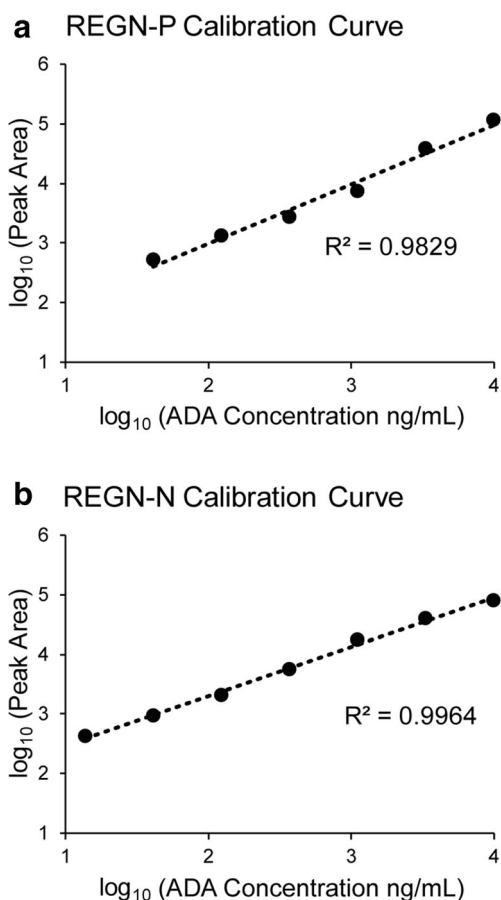 a REGN-P Calibration Curve
6
5
4
3
2
1
log₁₀ (Peak Area)
R² = 0.9829
1 2 3 4
log₁₀ (ADA Concentration ng/mL)
b REGN-N Calibration Curve
6
5
4
3
2
1
log₁₀ (Peak Area)
R² = 0.9964
1 2 3 4
log₁₀ (ADA Concentration ng/mL)